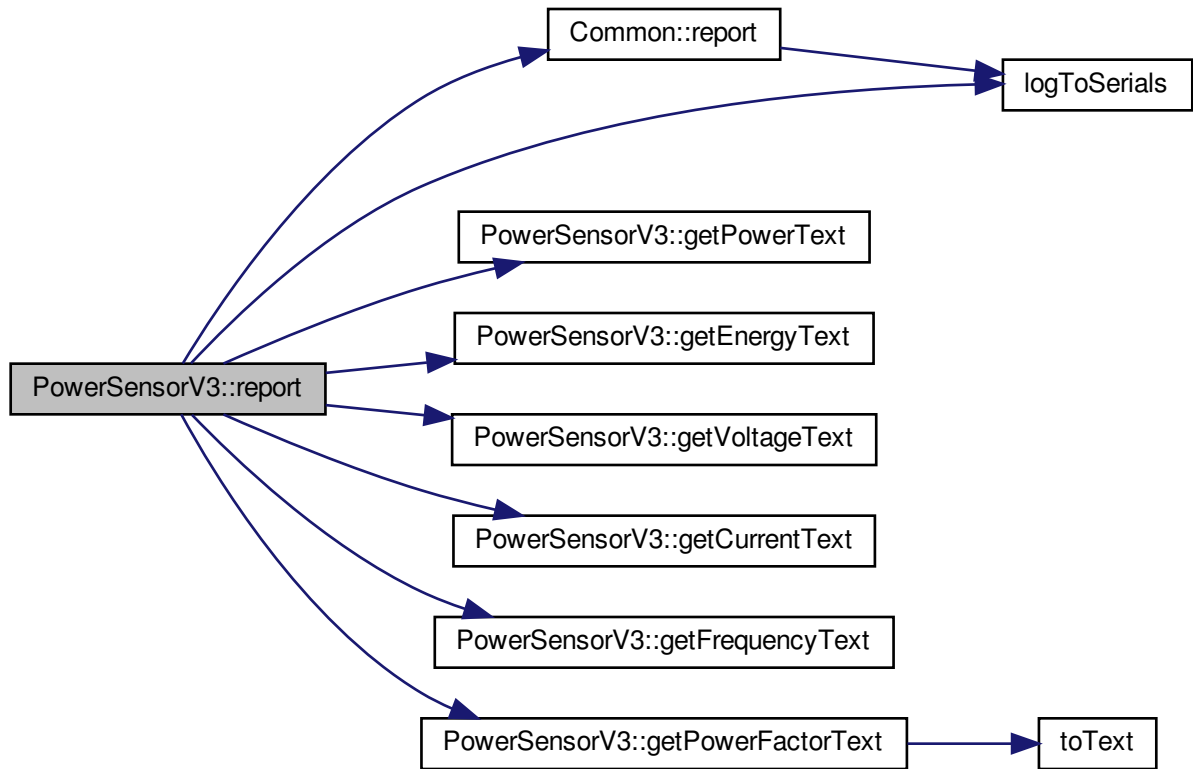 Common::report
logToSerials
PowerSensorV3::getPowerText
PowerSensorV3::getEnergyText
PowerSensorV3::report
PowerSensorV3::getVoltageText
PowerSensorV3::getCurrentText
PowerSensorV3::getFrequencyText
PowerSensorV3::getPowerFactorText
toText